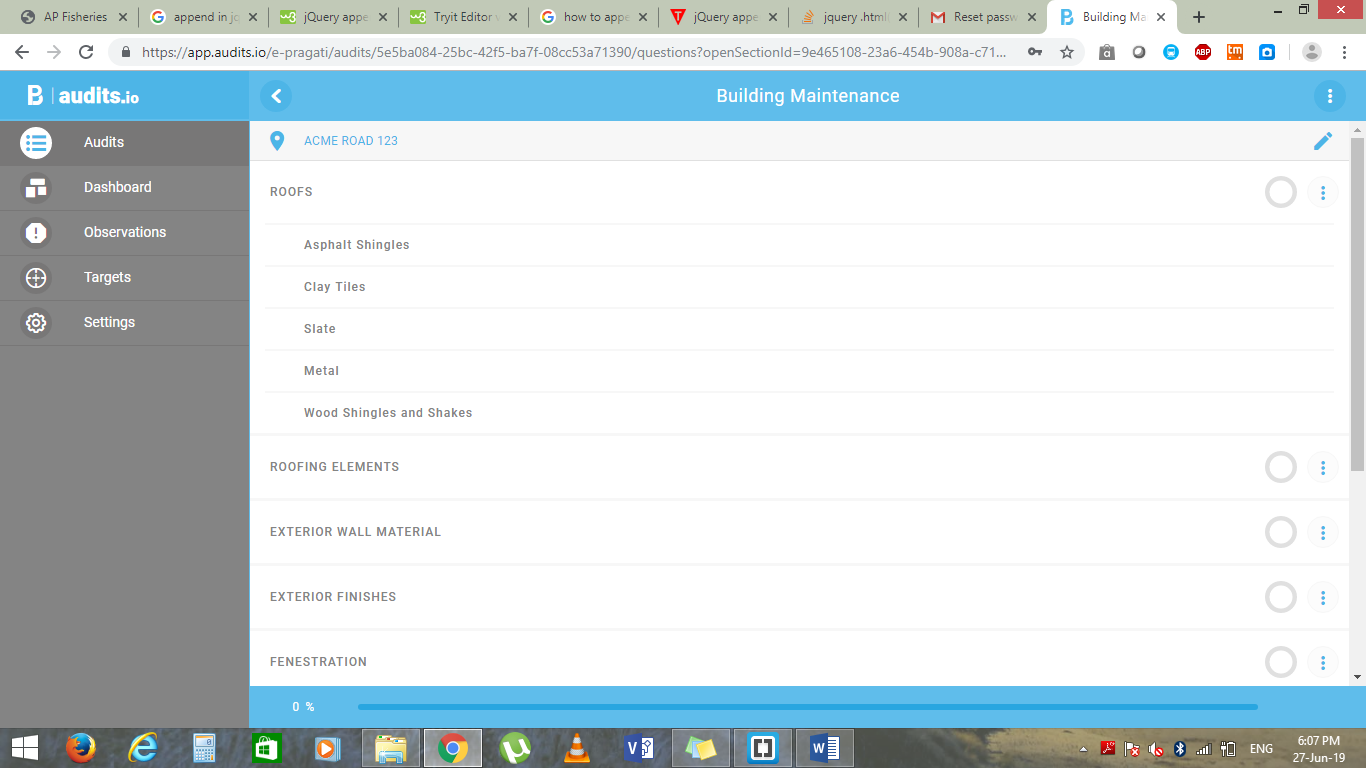 AP Fisheries
append in jq
jQuery appe
Tryit Editor v
how to appe
jQuery appe
jquery .html(
Reset passw
Building Ma
https://app.audits.io/e-pragati/audits/5e5ba084-25bc-42f5-ba7f-08cc53a71390/questions?openSectionId=9e465108-23a6-454b-908a-c71...
ABP
tm
B | audits.io
Building Maintenance
Audits
Dashboard
Observations
Targets
Settings
ACME ROAD 123
ROOFS
Asphalt Shingles
Clay Tiles
Slate
Metal
Wood Shingles and Shakes
ROOFING ELEMENTS
EXTERIOR WALL MATERIAL
EXTERIOR FINISHES
FENESTRATION
0 %
ENG
6:07 PM
27-Jun-19